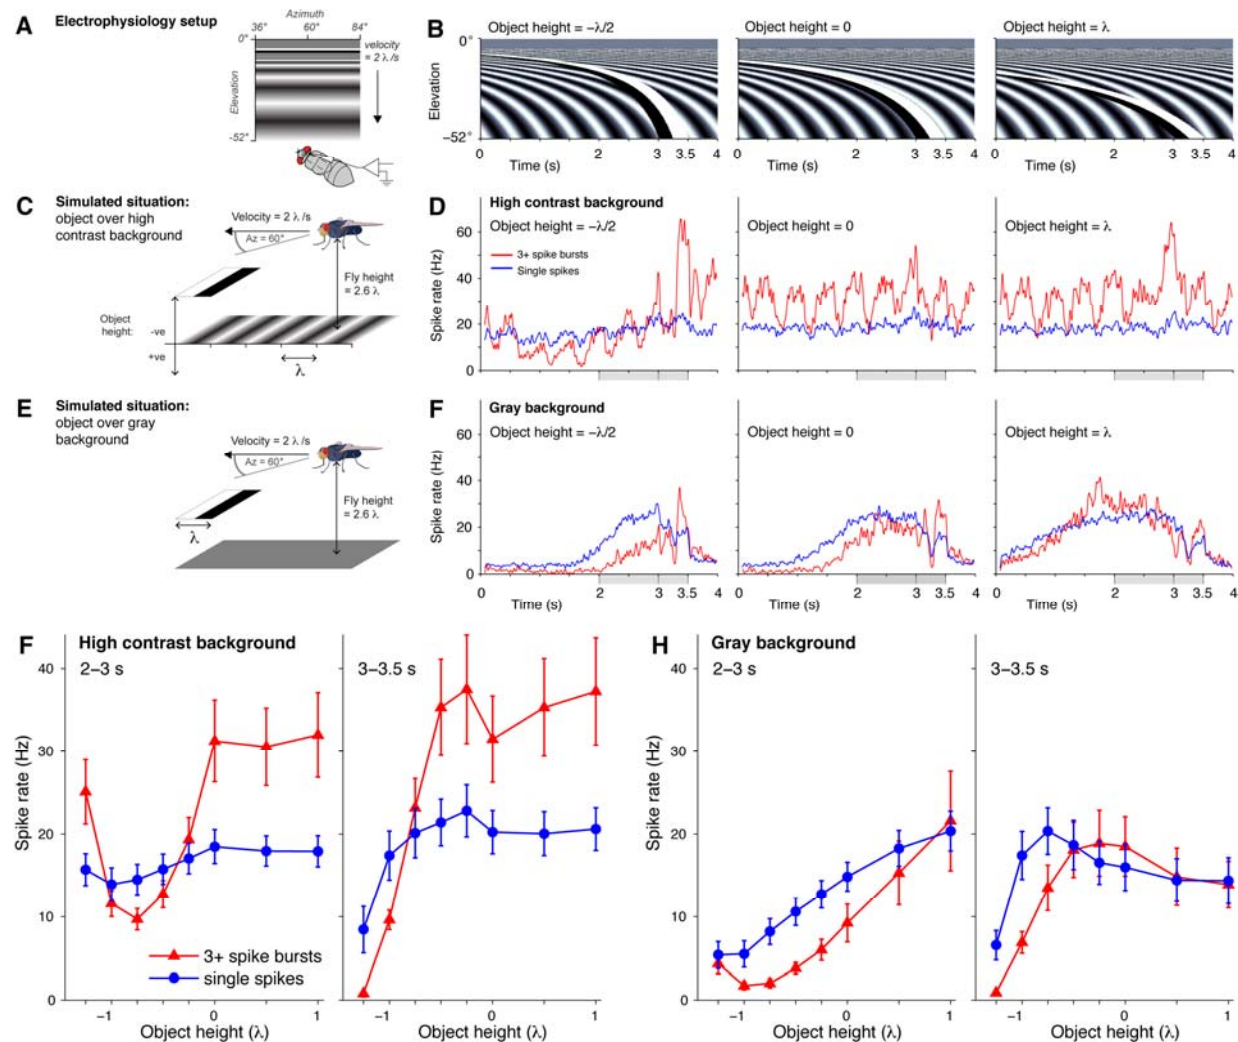 A Electrophysiology setup
Azimuth
36° 60° 84°
0°
velocity
= 2 λ /s
Elevation
-52°
B
Object height = −λ/2
Object height = 0
Object height = λ
0°
Elevation
−52°
0 2 3 3.5 4
Time (s)
0 2 3 3.5 4
Time (s)
0 2 3 3.5 4
Time (s)
C Simulated situation:
object over high
contrast background
Velocity = 2 λ /s
Az = 60°
Fly height
= 2.6 λ
Object
height:
-ve
+ve
λ
D High contrast background
Object height = −λ/2
Object height = 0
Object height = λ
3+ spike bursts
Single spikes
Spike rate (Hz)
60
40
20
0
E Simulated situation:
object over gray
background
Velocity = 2 λ /s
Az = 60°
Fly height
= 2.6 λ
λ
F Gray background
Object height = −λ/2
Object height = 0
Object height = λ
Spike rate (Hz)
60
40
20
0
0 2 3 3.5 4
Time (s)
0 2 3 3.5 4
Time (s)
0 2 3 3.5 4
Time (s)
F High contrast background
2–3 s
3–3.5 s
Spike rate (Hz)
40
30
20
10
0
3+ spike bursts
single spikes
−1 0 1
Object height (λ)
−1 0 1
Object height (λ)
H Gray background
2–3 s
3–3.5 s
Spike rate (Hz)
40
30
20
10
0
−1 0 1
Object height (λ)
−1 0 1
Object height (λ)